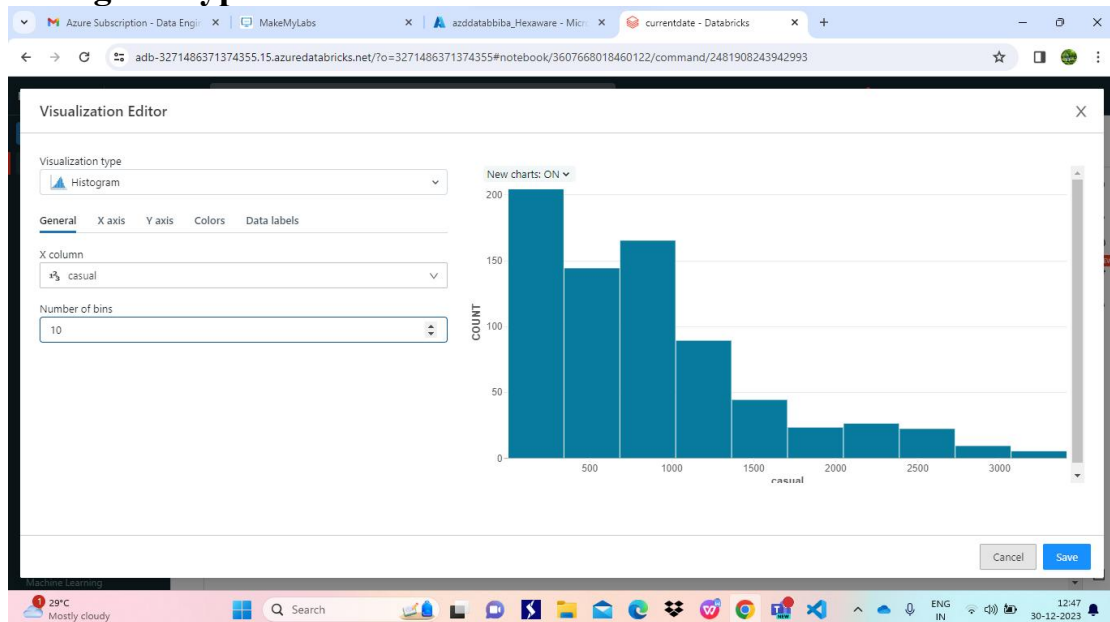 Azure Subscription - Data Engi
MakeMyLabs
azddatabbiba_Hexaware - Micr
currentdate - Databricks
adb-3271486371374355.15.azuredatabricks.net/?o=3271486371374355#notebook/3607668018460122/command/2481908243942993
Visualization Editor
Visualization type
Histogram
General X axis Y axis Colors Data labels
X column
casual
Number of bins
10
New charts: ON
200
150
100
50
0
COUNT
500 1000 1500 2000 2500 3000
casual
Cancel Save
Machine Learning
1
29°C
Mostly cloudy
Search
NEW
ENG
IN
12:47
30-12-2023